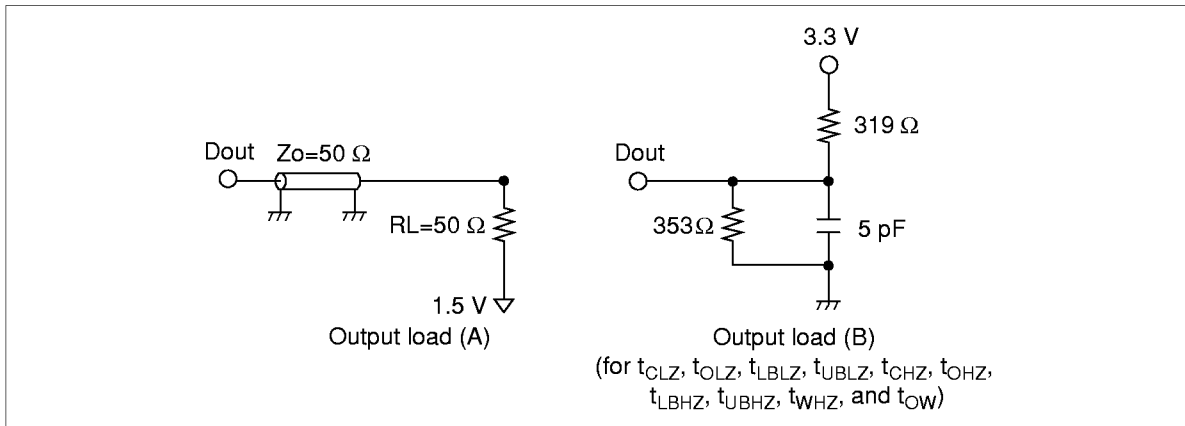 Dout
Zo=50 Ω
RL=50 Ω
1.5 V
Output load (A)
3.3 V
319 Ω
Dout
353Ω
5 pF
Output load (B)
(for tCLZ, tOLZ, tLBLZ, tUBLZ, tCHZ, tOHZ,
tLBHZ, tUBHZ, tWHZ, and tOW)